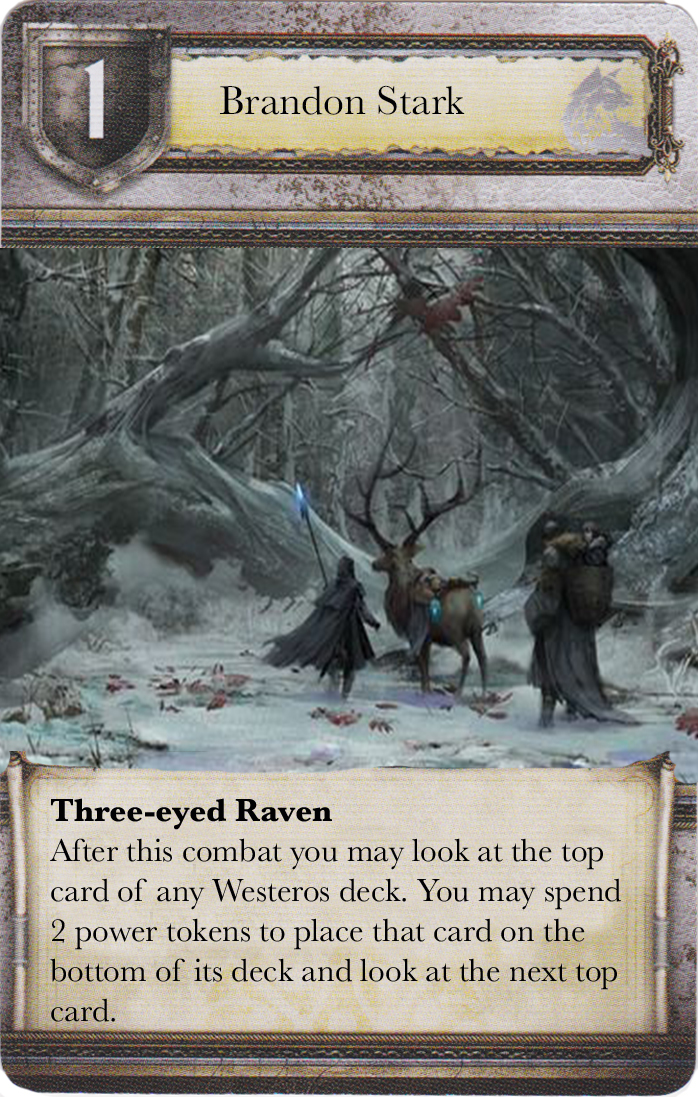 1
Brandon Stark
Three-eyed Raven
After this combat you may look at the top
card of any Westeros deck. You may spend
2 power tokens to place that card on the
bottom of its deck and look at the next top
card.